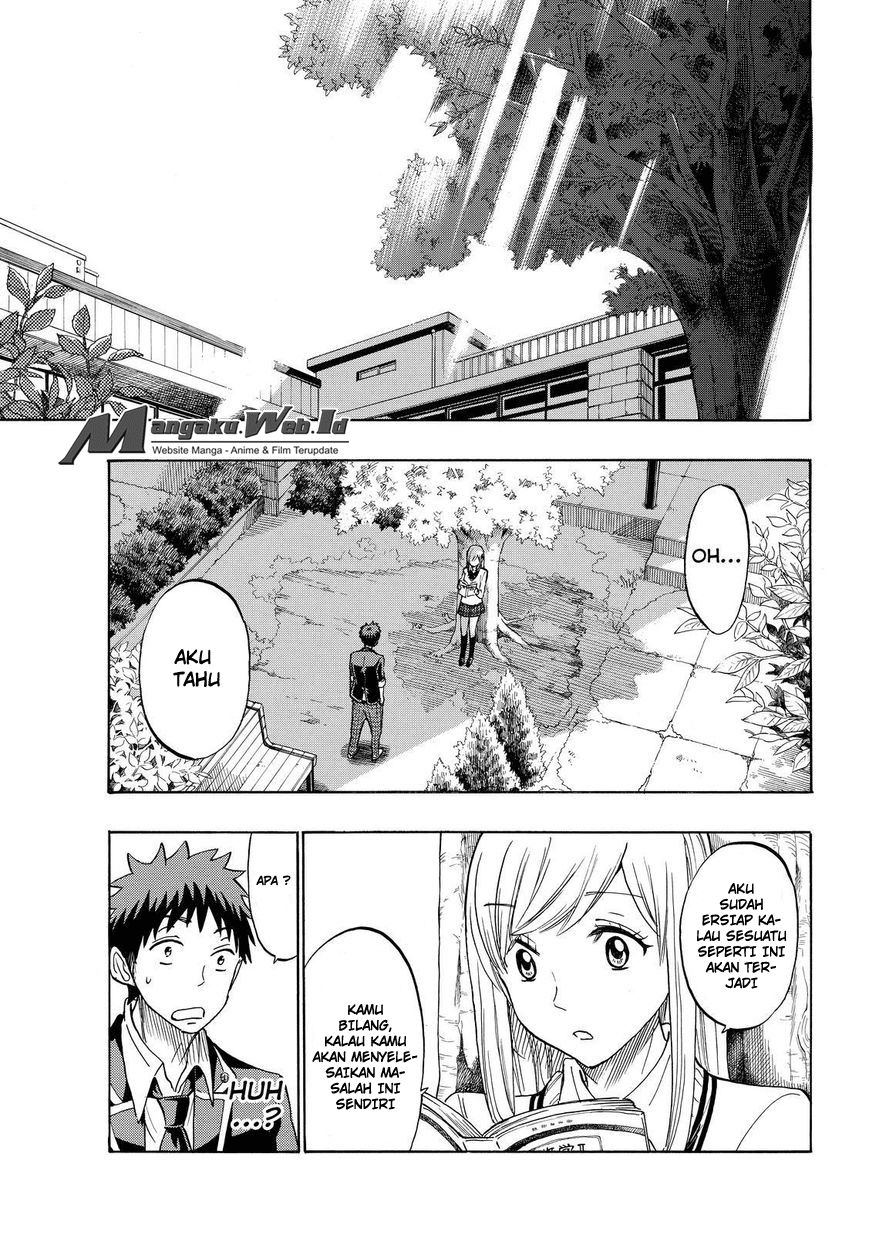 Mangaku.Web.Id
Website Manga - Anime & Film Terupdate
OH...
AKU
TAHU
AKU
SUDAH
ERSIAP KA-
LAU SESUATU
SEPERTI INI
AKAN TER-
JADI
KAMU
BILANG,
KALAU KAMU
AKAN MENYELE-
SAIKAN MA-
SALAH INI
SENDIRI
APA ?
HUH
...?